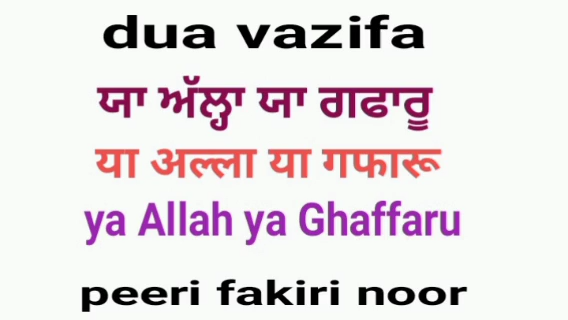 dua vazifa
ਯਾ ਅੱਲ੍ਹਾ ਯਾ ਗਫਾਰੂ
या अल्ला या गफारू
ya Allah ya Ghaffaru
peeri fakiri noor